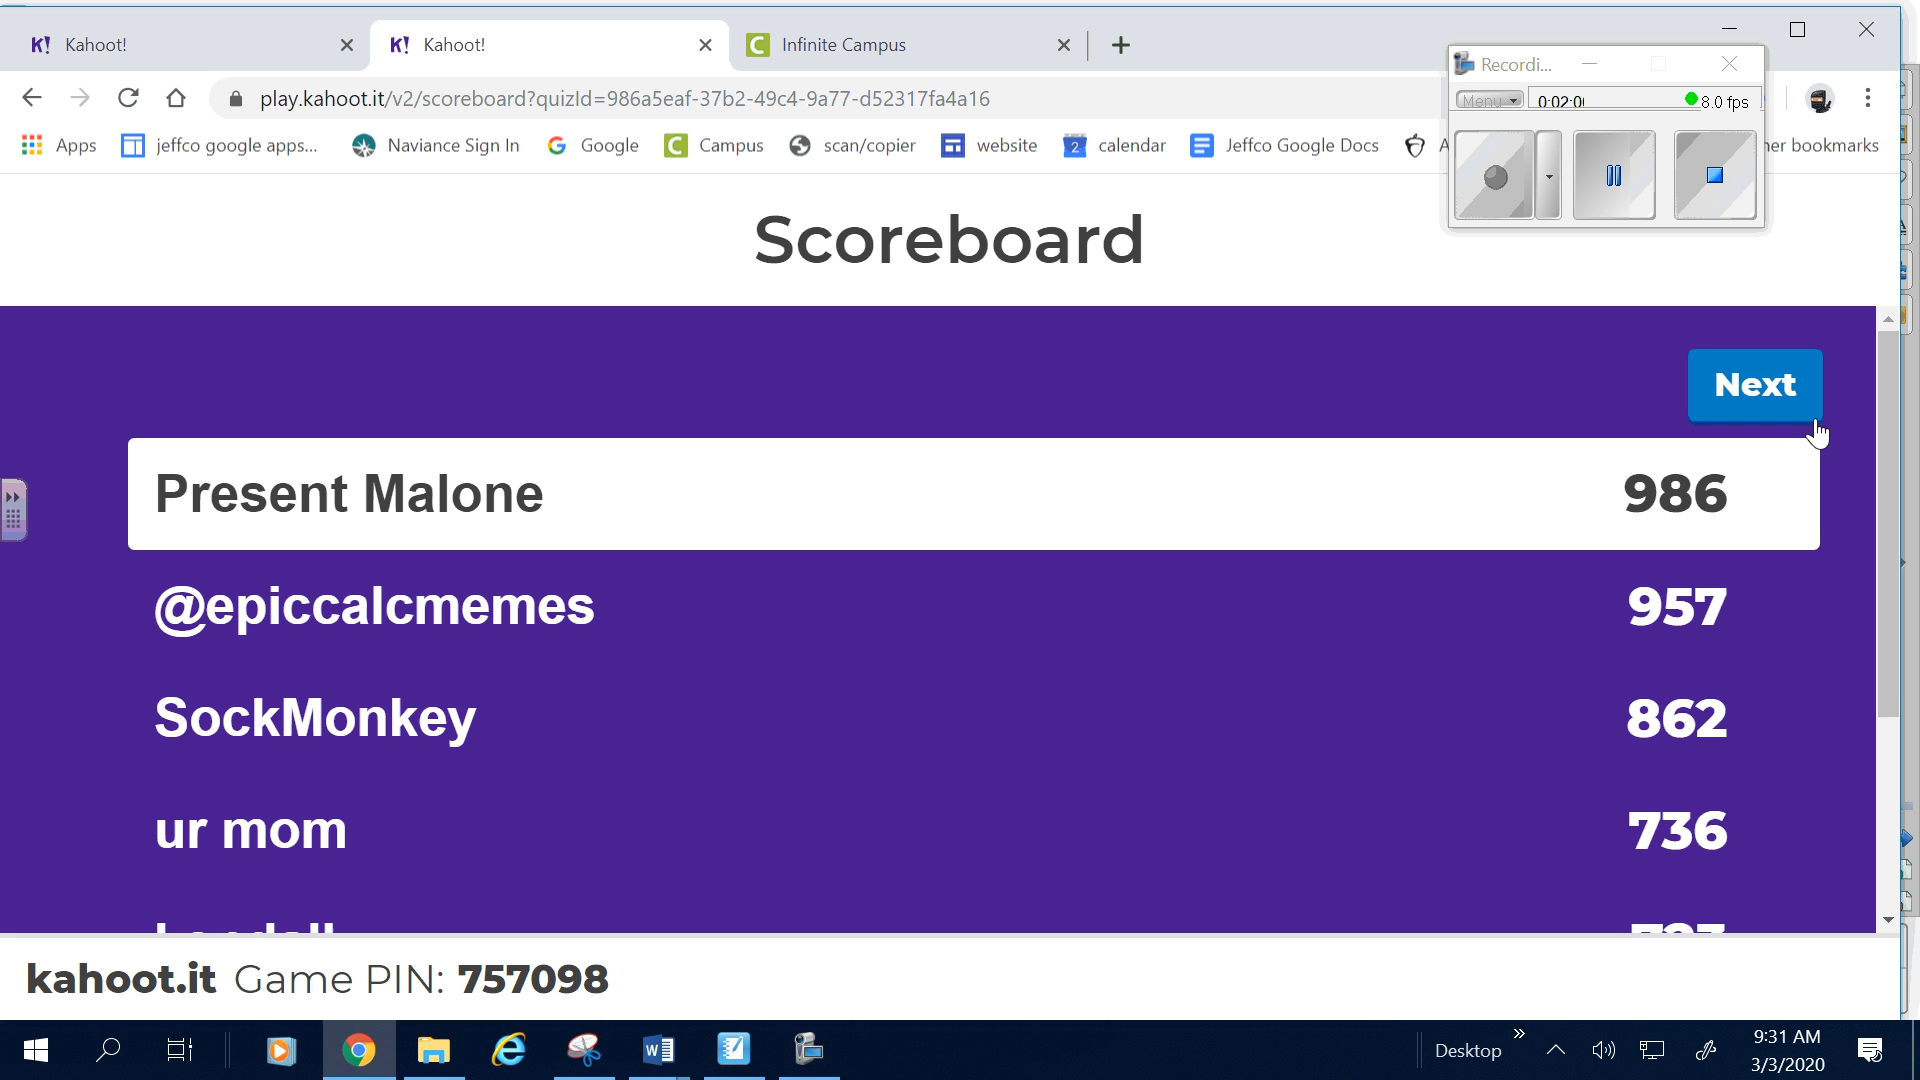 K! Kahoot!
K! Kahoot!
C Infinite Campus
Recordi...
play.kahoot.it/v2/scoreboard?quizId=986a5eaf-37b2-49c4-9a77-d52317fa4a16
Menu
8.0 fps
Apps
jeffco google apps...
Naviance Sign In
Google
Campus
scan/copier
website
2 calendar
Jeffco Google Docs
bookmarks
Scoreboard
Next
Present Malone 986
@epiccalcmemes 957
SockMonkey 862
ur mom 736
kahoot.it Game PIN: 757098
Desktop
9:31 AM
3/3/2020